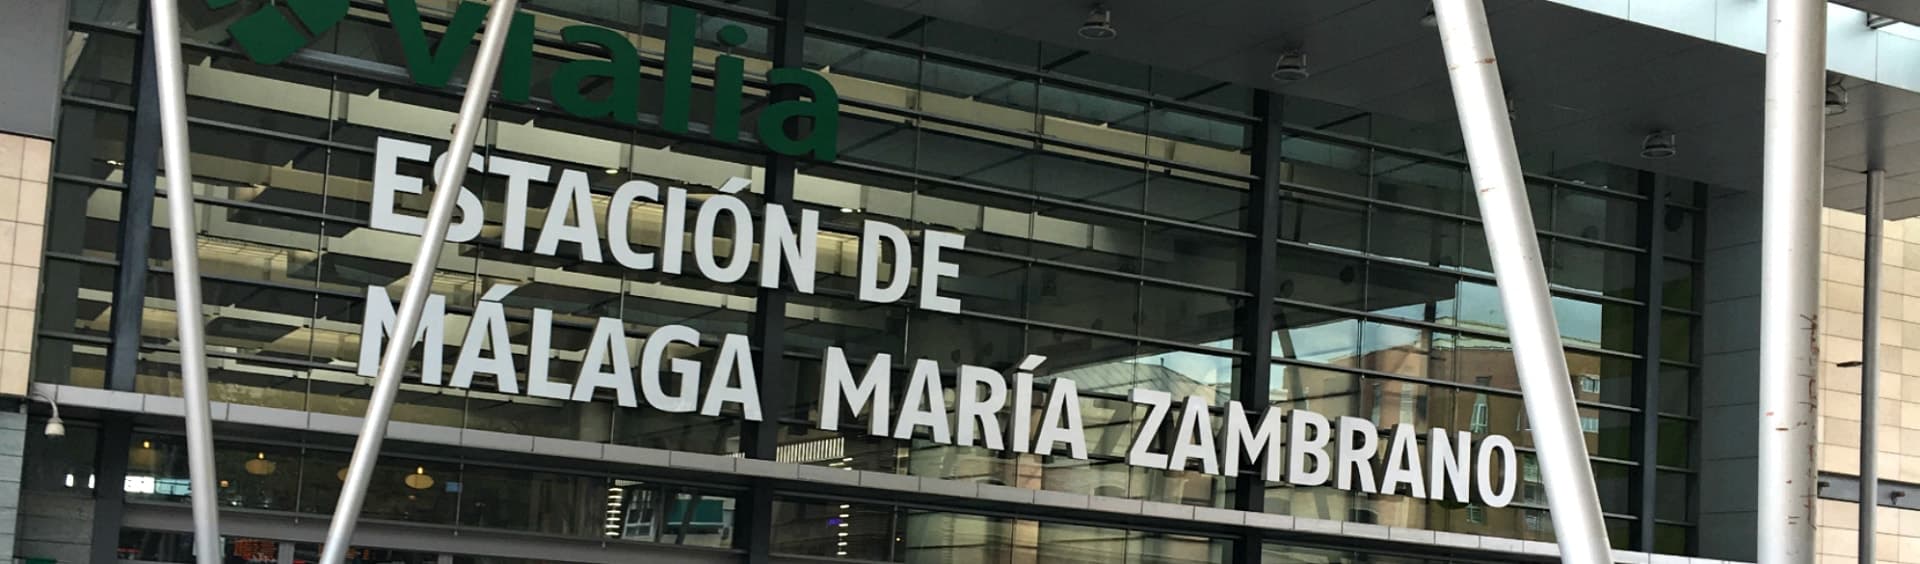 vialia
ESTACIÓN DE
MÁLAGA MARÍA ZAMBRANO